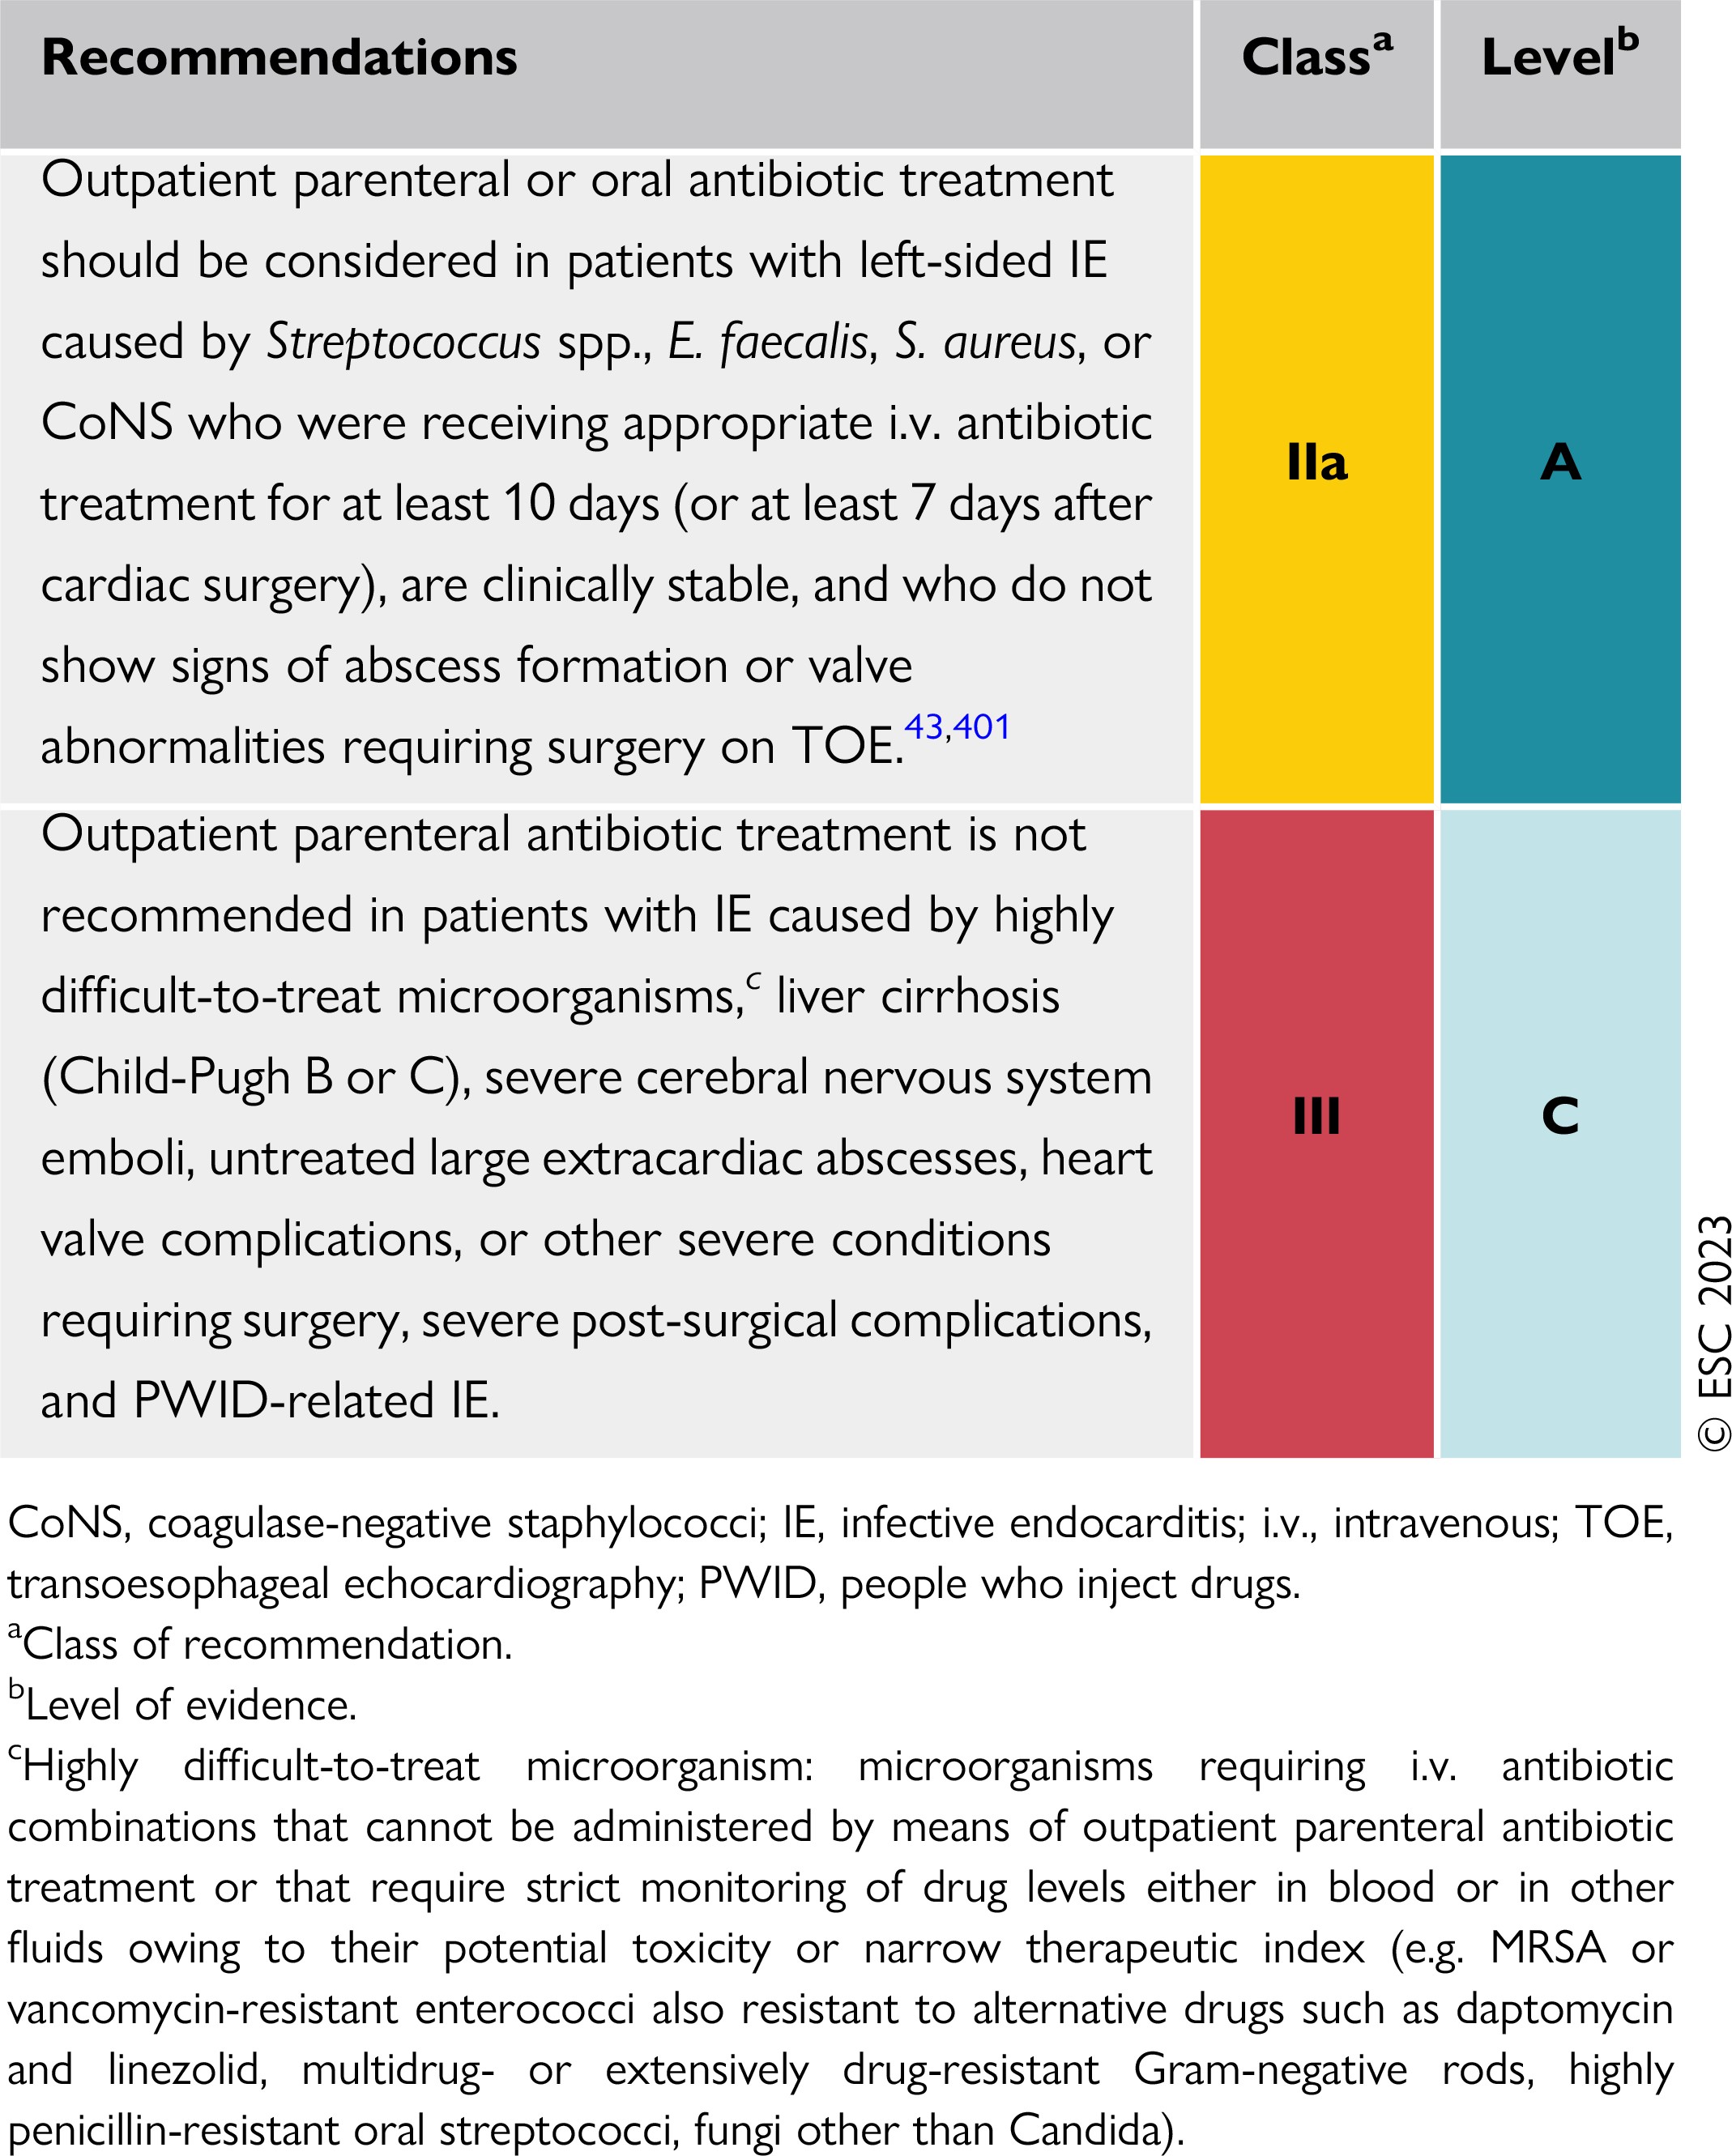 Recommendations Classᵃ Levelᵇ
Outpatient parenteral or oral antibiotic treatment
should be considered in patients with left-sided IE
caused by Streptococcus spp., E. faecalis, S. aureus, or
CoNS who were receiving appropriate i.v. antibiotic
treatment for at least 10 days (or at least 7 days after
cardiac surgery), are clinically stable, and who do not
show signs of abscess formation or valve
abnormalities requiring surgery on TOE.⁴³,⁴⁰¹
IIa
A
Outpatient parenteral antibiotic treatment is not
recommended in patients with IE caused by highly
difficult-to-treat microorganisms,ᶜ liver cirrhosis
(Child-Pugh B or C), severe cerebral nervous system
emboli, untreated large extracardiac abscesses, heart
valve complications, or other severe conditions
requiring surgery, severe post-surgical complications,
and PWID-related IE.
III
C
© ESC 2023
CoNS, coagulase-negative staphylococci; IE, infective endocarditis; i.v., intravenous; TOE,
transoesophageal echocardiography; PWID, people who inject drugs.
ᵃClass of recommendation.
ᵇLevel of evidence.
ᶜHighly difficult-to-treat microorganism: microorganisms requiring i.v. antibiotic
combinations that cannot be administered by means of outpatient parenteral antibiotic
treatment or that require strict monitoring of drug levels either in blood or in other
fluids owing to their potential toxicity or narrow therapeutic index (e.g. MRSA or
vancomycin-resistant enterococci also resistant to alternative drugs such as daptomycin
and linezolid, multidrug- or extensively drug-resistant Gram-negative rods, highly
penicillin-resistant oral streptococci, fungi other than Candida).